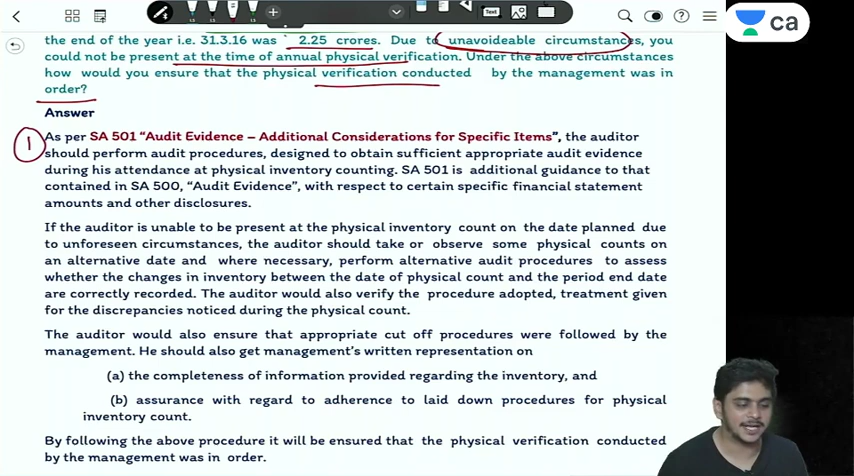 the end of the year i.e. 31.3.16 was 2.25 crores. Due to unavoideable circumstances, you
could not be present at the time of annual physical verification. Under the above circumstances
how would you ensure that the physical verification conducted by the management was in
order?
Answer
1
As per SA 501 “Audit Evidence – Additional Considerations for Specific Items”, the auditor
should perform audit procedures, designed to obtain sufficient appropriate audit evidence
during his attendance at physical inventory counting. SA 501 is additional guidance to that
contained in SA 500, “Audit Evidence”, with respect to certain specific financial statement
amounts and other disclosures.
If the auditor is unable to be present at the physical inventory count on the date planned due
to unforeseen circumstances, the auditor should take or observe some physical counts on
an alternative date and where necessary, perform alternative audit procedures to assess
whether the changes in inventory between the date of physical count and the period end date
are correctly recorded. The auditor would also verify the procedure adopted, treatment given
for the discrepancies noticed during the physical count.
The auditor would also ensure that appropriate cut off procedures were followed by the
management. He should also get management’s written representation on
(a) the completeness of information provided regarding the inventory, and
(b) assurance with regard to adherence to laid down procedures for physical
inventory count.
By following the above procedure it will be ensured that the physical verification conducted
by the management was in order.
Text
ca